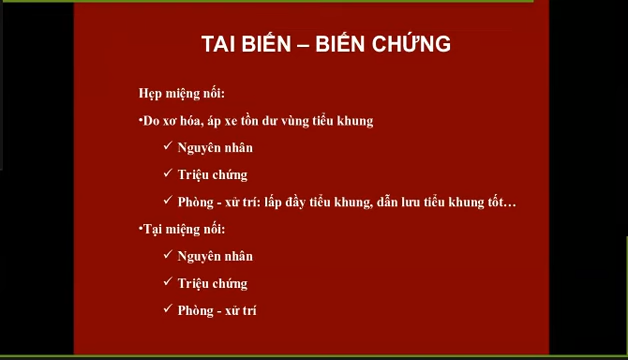 TAI BIẾN – BIẾN CHỨNG
Hẹp miệng nối:
•Do xơ hóa, áp xe tồn dư vùng tiểu khung
✓ Nguyên nhân
✓ Triệu chứng
✓ Phòng - xử trí: lấp đầy tiểu khung, dẫn lưu tiểu khung tốt…
•Tại miệng nối:
✓ Nguyên nhân
✓ Triệu chứng
✓ Phòng - xử trí